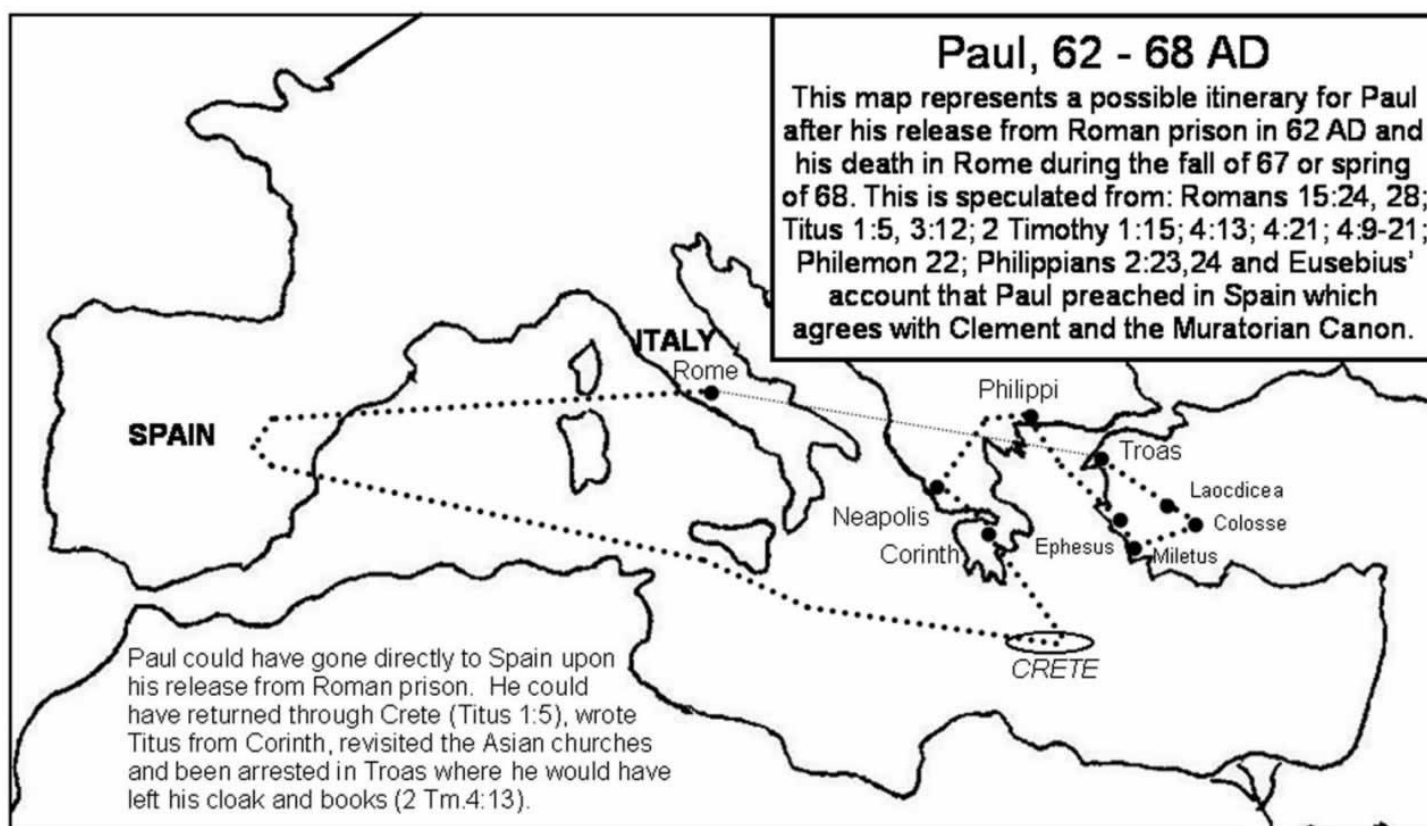 Paul, 62 - 68 AD
This map represents a possible itinerary for Paul
after his release from Roman prison in 62 AD and
his death in Rome during the fall of 67 or spring
of 68. This is speculated from: Romans 15:24, 28;
Titus 1:5, 3:12; 2 Timothy 1:15; 4:13; 4:21; 4:9-21;
Philemon 22; Philippians 2:23,24 and Eusebius'
account that Paul preached in Spain which
agrees with Clement and the Muratorian Canon.
ITALY
Rome
Philippi
SPAIN
Troas
Laocdicea
Neapolis
Colosse
Corinth
Ephesus
Miletus
CRETE
Paul could have gone directly to Spain upon
his release from Roman prison. He could
have returned through Crete (Titus 1:5), wrote
Titus from Corinth, revisited the Asian churches
and been arrested in Troas where he would have
left his cloak and books (2 Tm.4:13).